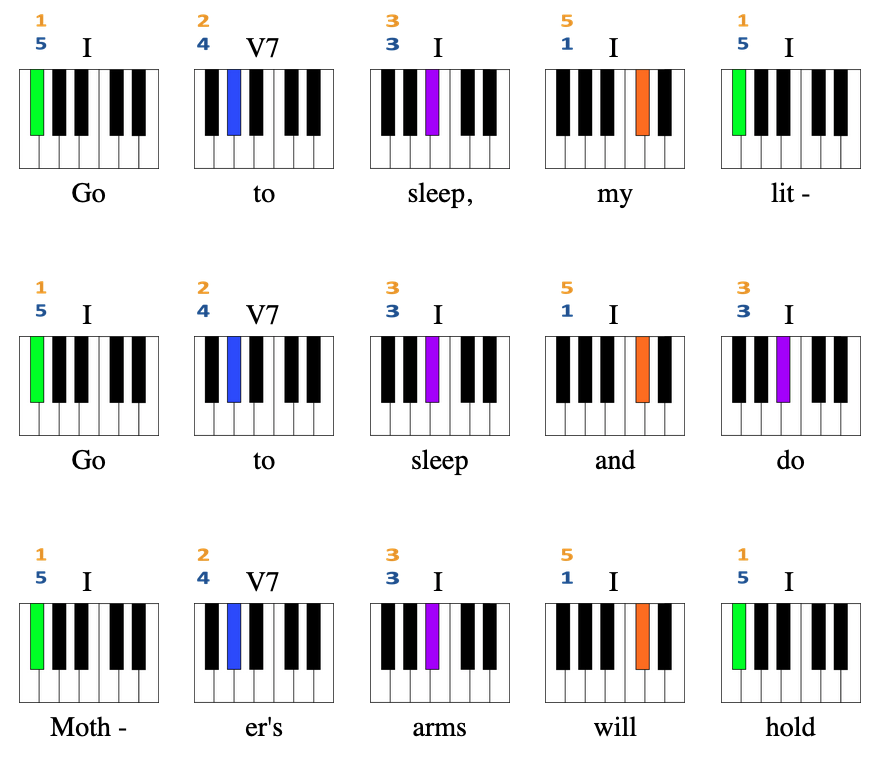 1 2 3 5 1
5 I 4 V7 3 I 1 I 5 I
Go to sleep, my lit -
1 2 3 5 3
5 I 4 V7 3 I 1 I 3 I
Go to sleep and do
1 2 3 5 1
5 I 4 V7 3 I 1 I 5 I
Moth - er's arms will hold